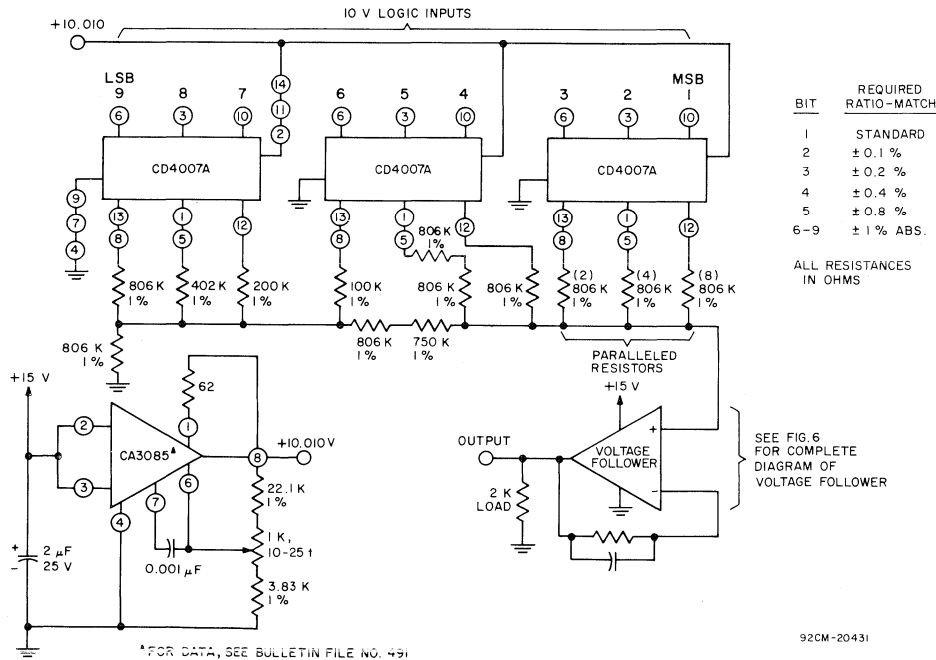 10 V LOGIC INPUTS
+10.010
LSB
MSB
9 8 7 6 5 4 3 2 1
14
11
2
6 3 10 6 3 10 6 3 10
CD4007A CD4007A CD4007A
9
7
4
13 1 12 13 1 12 13 1 12
8 5 8 5 8 5
806 K
1%
806 K
1%
402 K
1%
200 K
1%
100 K
1%
806 K
1%
806 K
1%
(2)
806 K
1%
(4)
806 K
1%
(8)
806 K
1%
806 K
1%
806 K
1%
750 K
1%
PARALLELED
RESISTORS
BIT
REQUIRED
RATIO-MATCH
1 STANDARD
2 ± 0.1 %
3 ± 0.2 %
4 ± 0.4 %
5 ± 0.8 %
6-9 ± 1 % ABS.
ALL RESISTANCES
IN OHMS
+15 V
62
2
3
1
CA3085▲
8
+10.010 V
6
7
4
22.1 K
1%
1 K,
10-25 t
3.83 K
1%
0.001 μF
+
-
2 μF
25 V
+15 V
OUTPUT
VOLTAGE
FOLLOWER
+
−
2 K
LOAD
SEE FIG. 6
FOR COMPLETE
DIAGRAM OF
VOLTAGE FOLLOWER
▲FOR DATA, SEE BULLETIN FILE NO. 491
92CM-20431